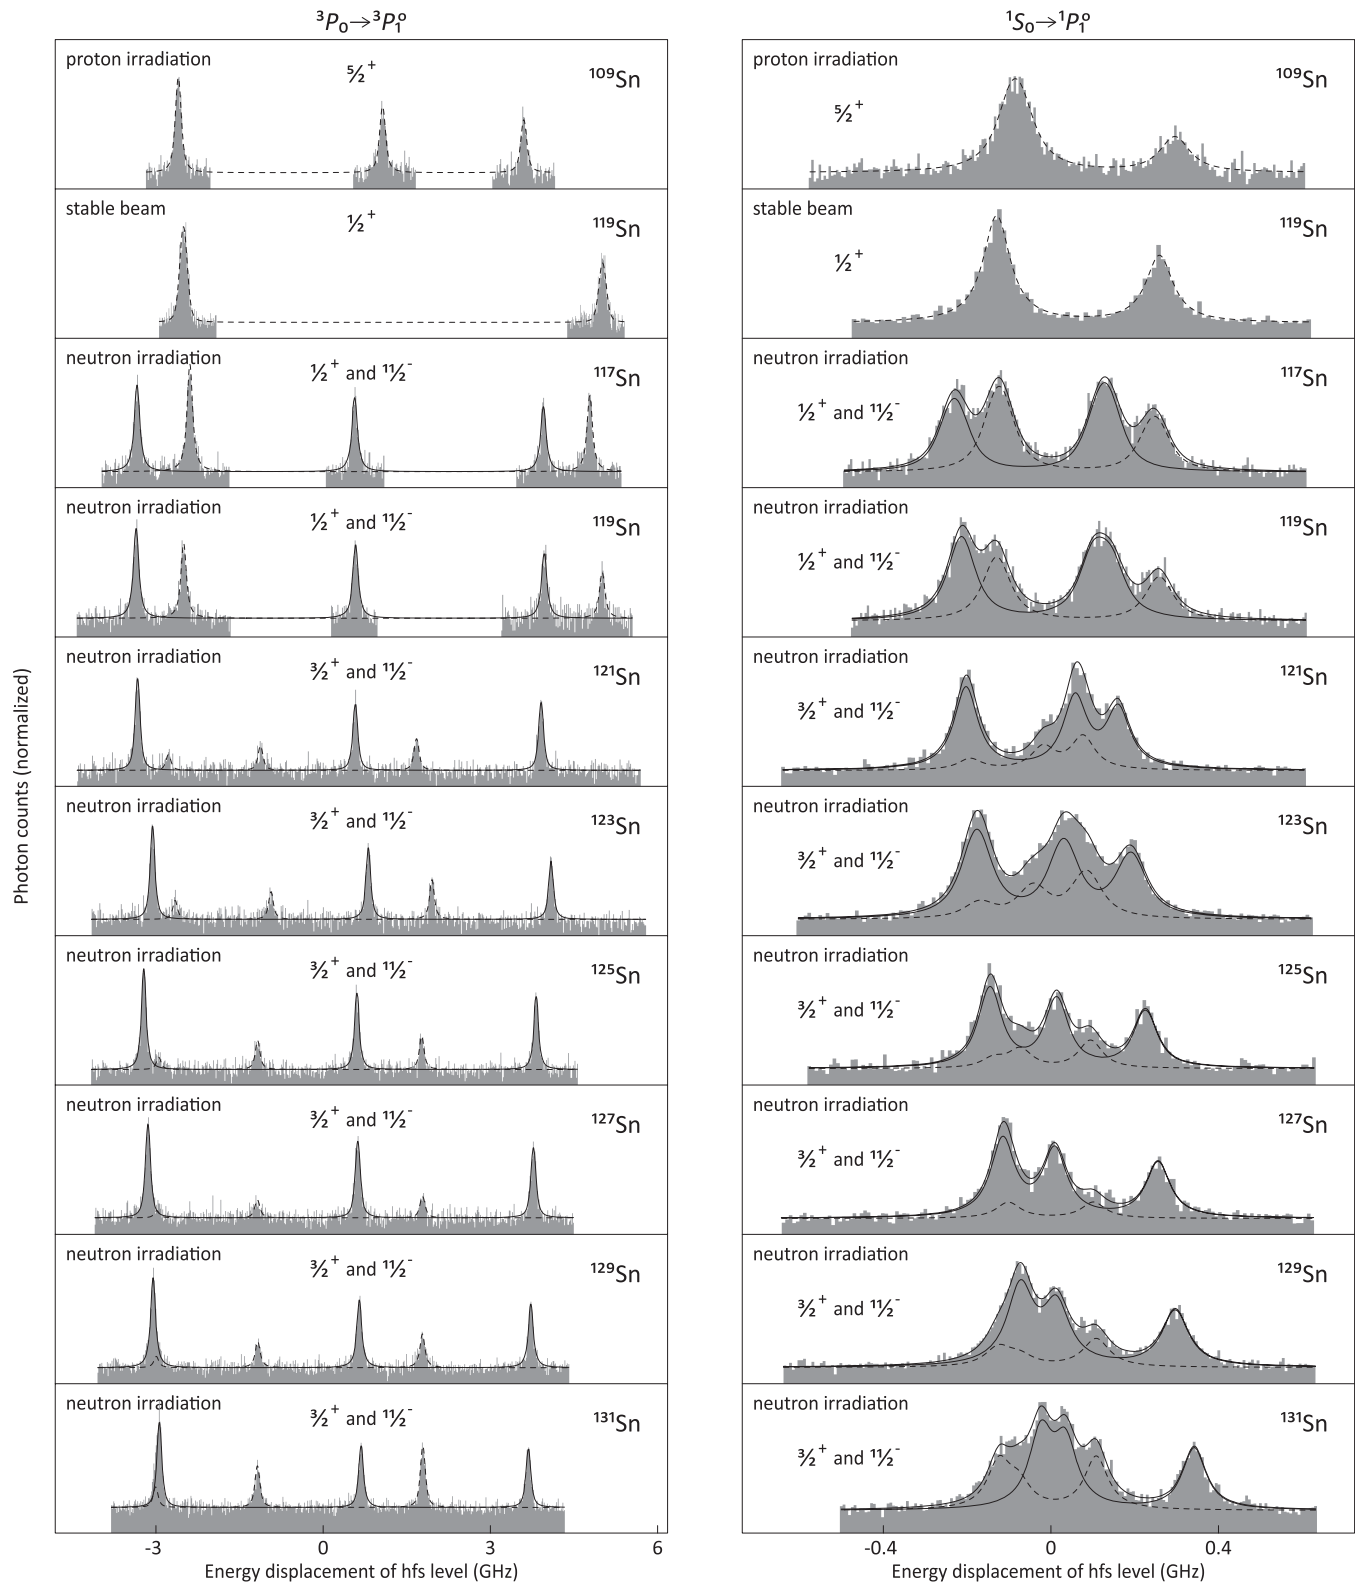 ³P₀→³P₁ᵒ ¹S₀→¹P₁ᵒ
proton irradiation 5/2⁺ ¹⁰⁹Sn proton irradiation 5/2⁺ ¹⁰⁹Sn
stable beam 1/2⁺ ¹¹⁹Sn stable beam 1/2⁺ ¹¹⁹Sn
neutron irradiation 1/2⁺ and 11/2⁻ ¹¹⁷Sn neutron irradiation 1/2⁺ and 11/2⁻ ¹¹⁷Sn
neutron irradiation 1/2⁺ and 11/2⁻ ¹¹⁹Sn neutron irradiation 1/2⁺ and 11/2⁻ ¹¹⁹Sn
neutron irradiation 3/2⁺ and 11/2⁻ ¹²¹Sn neutron irradiation 3/2⁺ and 11/2⁻ ¹²¹Sn
neutron irradiation 3/2⁺ and 11/2⁻ ¹²³Sn neutron irradiation 3/2⁺ and 11/2⁻ ¹²³Sn
neutron irradiation 3/2⁺ and 11/2⁻ ¹²⁵Sn neutron irradiation 3/2⁺ and 11/2⁻ ¹²⁵Sn
neutron irradiation 3/2⁺ and 11/2⁻ ¹²⁷Sn neutron irradiation 3/2⁺ and 11/2⁻ ¹²⁷Sn
neutron irradiation 3/2⁺ and 11/2⁻ ¹²⁹Sn neutron irradiation 3/2⁺ and 11/2⁻ ¹²⁹Sn
neutron irradiation 3/2⁺ and 11/2⁻ ¹³¹Sn neutron irradiation 3/2⁺ and 11/2⁻ ¹³¹Sn
Photon counts (normalized)
-3 0 3 6 -0.4 0 0.4
Energy displacement of hfs level (GHz) Energy displacement of hfs level (GHz)